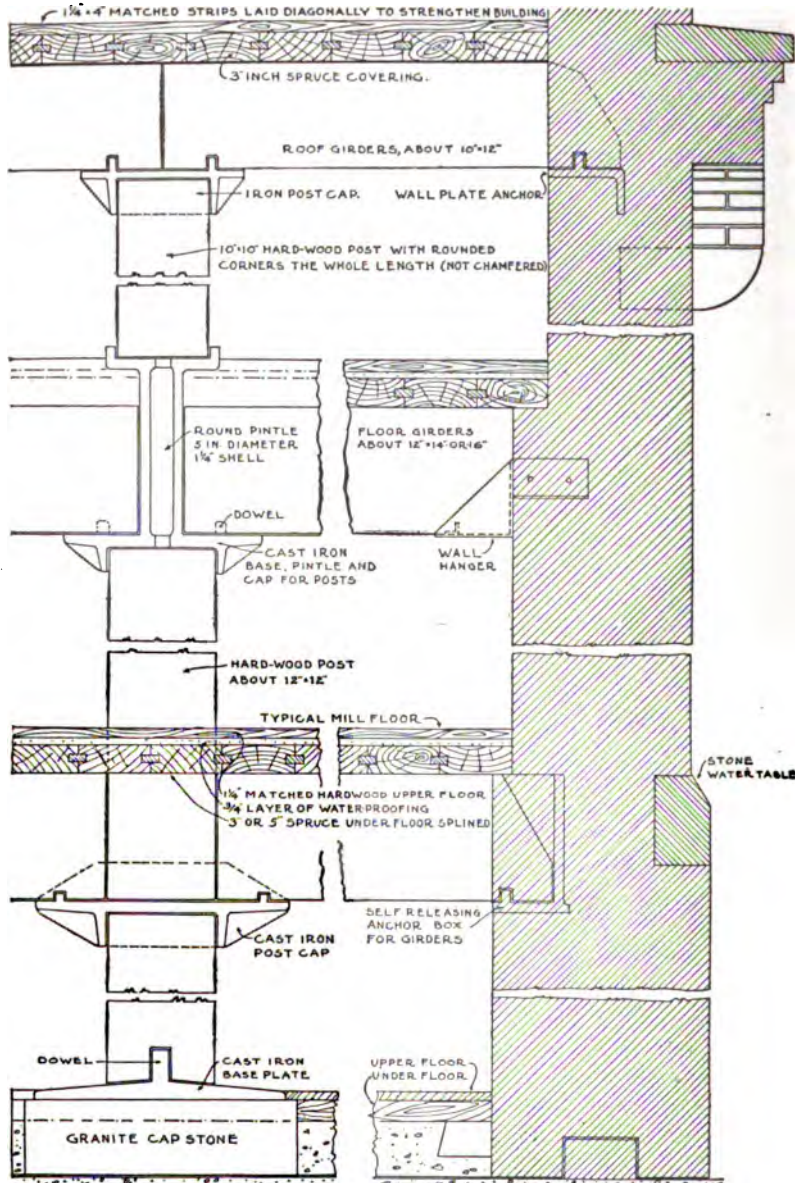 1¼"×4" MATCHED STRIPS LAID DIAGONALLY TO STRENGTHEN BUILDING
3" INCH SPRUCE COVERING.
ROOF GIRDERS, ABOUT 10"×12"
IRON POST CAP.
WALL PLATE ANCHOR
10"×10" HARD-WOOD POST WITH ROUNDED
CORNERS THE WHOLE LENGTH (NOT CHAMFERED)
ROUND PINTLE
5 IN. DIAMETER
1¼" SHELL
FLOOR GIRDERS
ABOUT 12"×14" OR 16"
DOWEL
CAST IRON
BASE, PINTLE AND
CAP FOR POSTS
WALL
HANGER
HARD-WOOD POST
ABOUT 12"×12"
TYPICAL MILL FLOOR
STONE
WATER TABLE
1¼" MATCHED HARDWOOD UPPER FLOOR
¾" LAYER OF WATER-PROOFING
3" OR 5" SPRUCE UNDER FLOOR SPLINED
SELF RELEASING
ANCHOR BOX
FOR GIRDERS
CAST IRON
POST CAP
DOWEL
CAST IRON
BASE PLATE
UPPER FLOOR
UNDER FLOOR
GRANITE CAP STONE